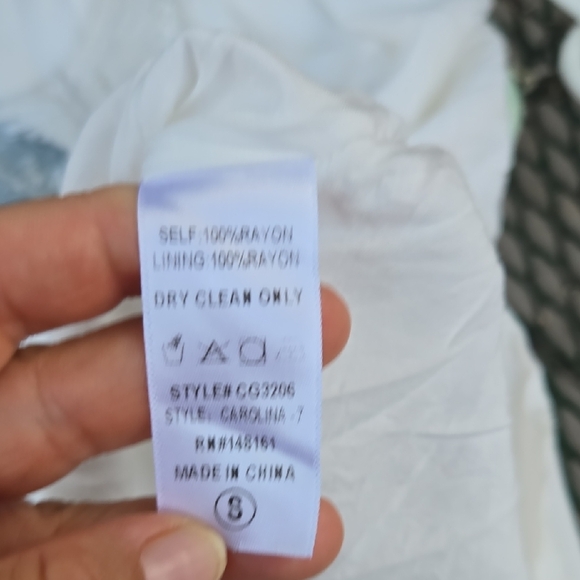 SELF:100%RAYON
LINING:100%RAYON
DRY CLEAN ONLY
STYLE# CG3206
STYLE: CAROLINA -7
RN#148161
MADE IN CHINA
S